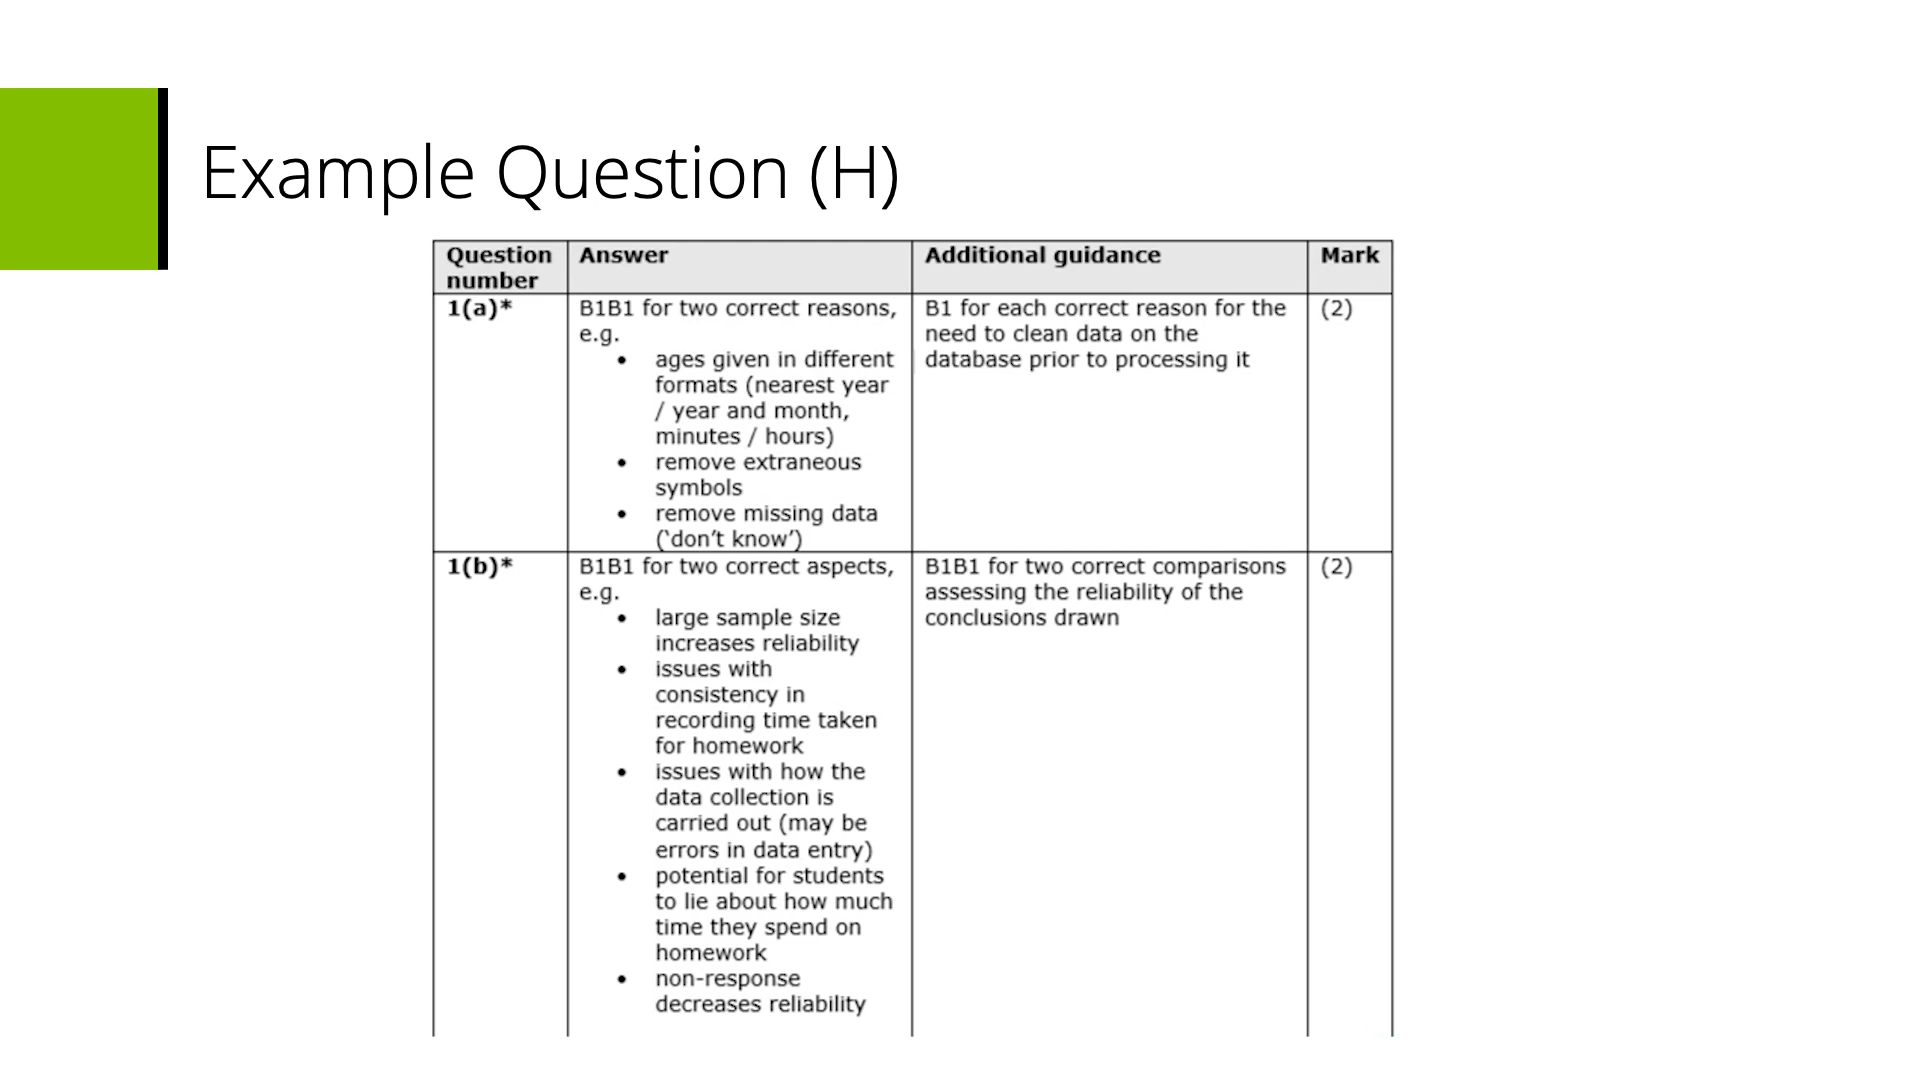 Example Question (H)
Question number
Answer
Additional guidance
Mark
1(a)*
B1B1 for two correct reasons,
e.g.
• ages given in different
formats (nearest year
/ year and month,
minutes / hours)
• remove extraneous
symbols
• remove missing data
(‘don’t know’)
B1 for each correct reason for the
need to clean data on the
database prior to processing it
(2)
1(b)*
B1B1 for two correct aspects,
e.g.
• large sample size
increases reliability
• issues with
consistency in
recording time taken
for homework
• issues with how the
data collection is
carried out (may be
errors in data entry)
• potential for students
to lie about how much
time they spend on
homework
• non-response
decreases reliability
B1B1 for two correct comparisons
assessing the reliability of the
conclusions drawn
(2)